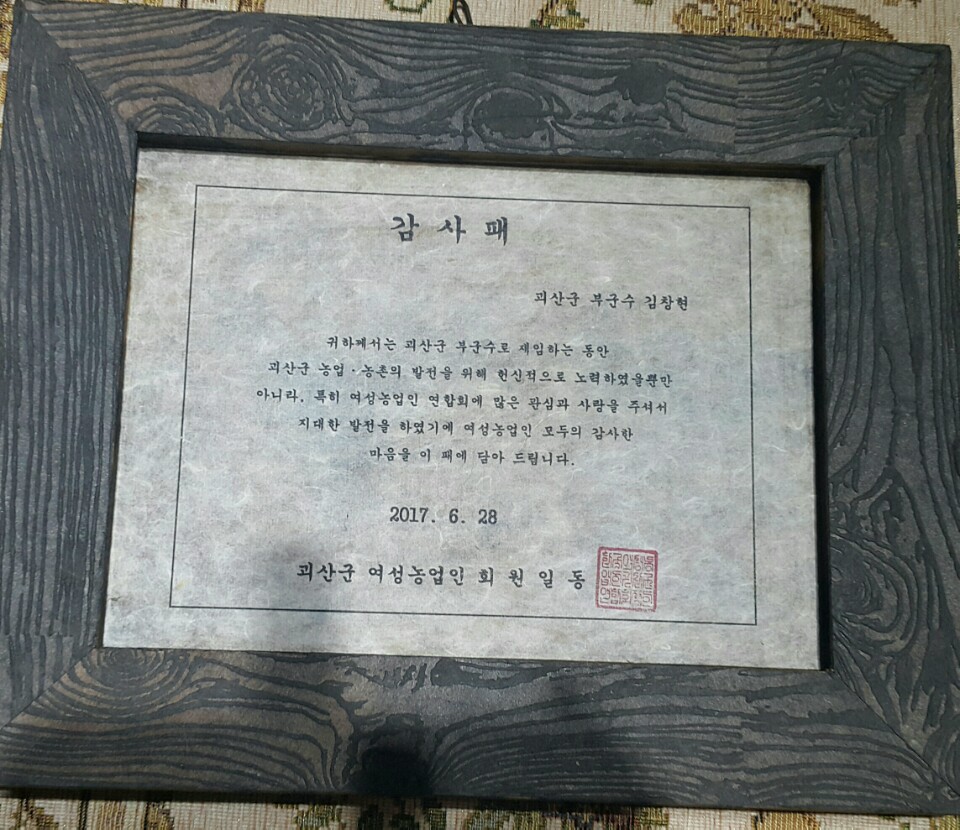 감사패
괴산군 부군수 김창현
귀하께서는 괴산군 부군수로 재임하는 동안
괴산군 농업·농촌의 발전을 위해 헌신적으로 노력하였을뿐만
아니라, 특히 여성농업인 연합회에 많은 관심과 사랑을 주셔서
지대한 발전을 하였기에 여성농업인 모두의 감사한
마음을 이 패에 담아 드립니다.
2017. 6. 28
괴산군 여성농업인 회원일동